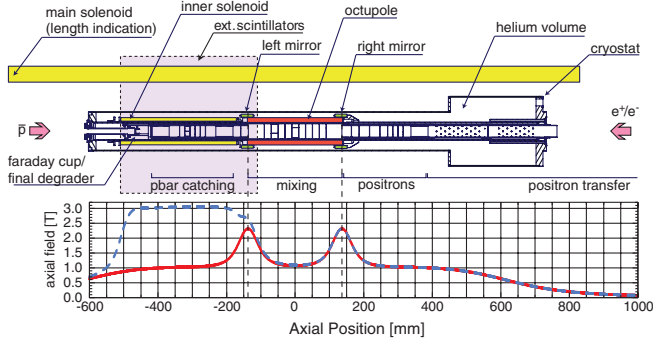 main solenoid
(length indication)
inner solenoid
ext.scintillators
left mirror
octupole
right mirror
helium volume
cryostat
p̅
e⁺/e⁻
faraday cup/
final degrader
pbar catching
mixing
positrons
positron transfer
axial field [T]
3.0
2.5
2.0
1.5
1.0
0.5
0.0
-600 -400 -200 0 200 400 600 800 1000
Axial Position [mm]